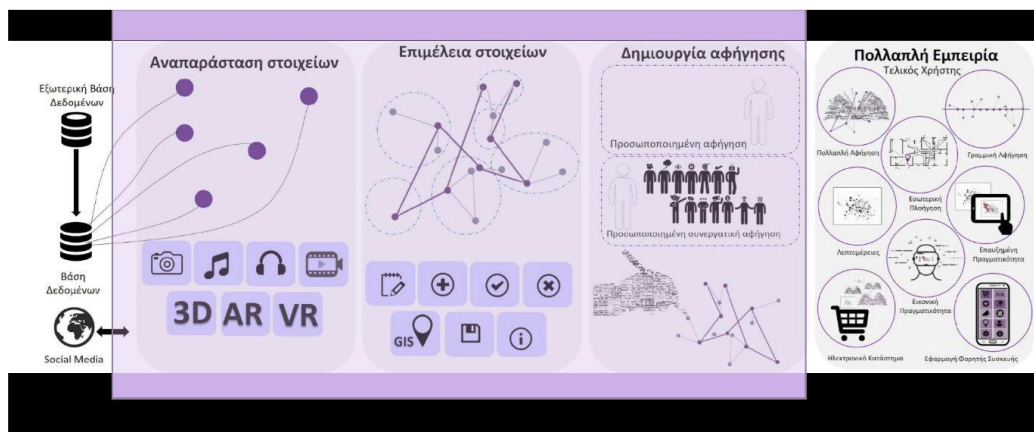 Εξωτερική Βάση
Δεδομένων
Βάση
Δεδομένων
Social Media
Αναπαράσταση στοιχείων
3D AR VR
Επιμέλεια στοιχείων
GIS
Δημιουργία αφήγησης
Προσωποποιημένη αφήγηση
Προσωποποιημένη συνεργατική αφήγηση
Πολλαπλή Εμπειρία
Τελικός Χρήστης
Πολλαπλή Αφήγηση
Γραμμική Αφήγηση
Εσωτερική
Πλοήγηση
Λεπτομέρειες
Επαυξημένη
Πραγματικότητα
Εικονική
Πραγματικότητα
Ηλεκτρονικό Κατάστημα
Εφαρμογή Φορητής Συσκευής